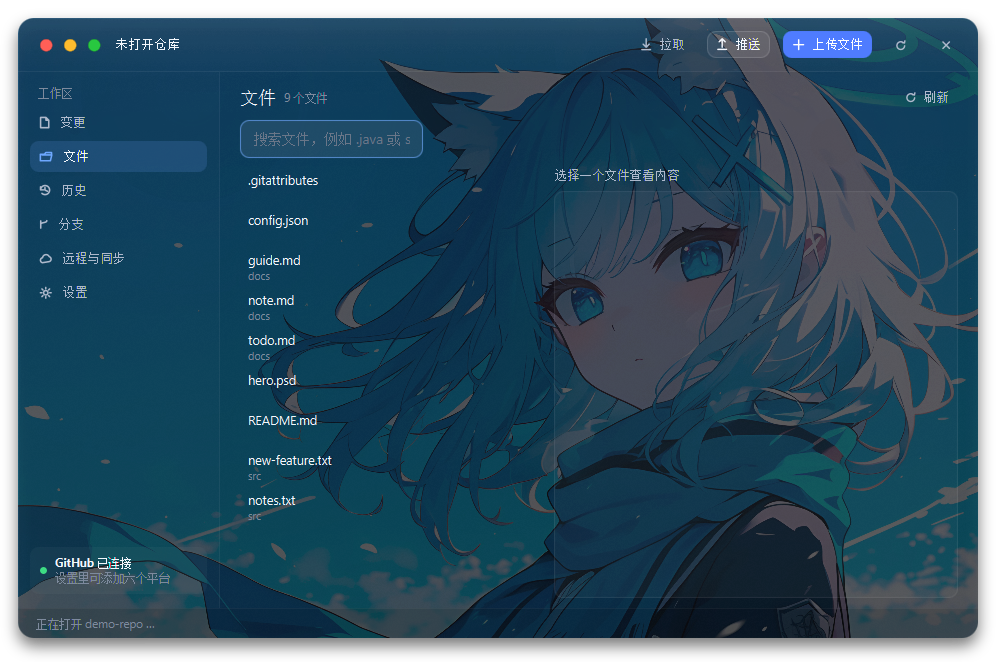 未打开仓库
拉取
推送
上传文件
工作区
变更
文件
历史
分支
远程与同步
设置
文件 9 个文件
刷新
搜索文件，例如 .java 或 s
.gitattributes
config.json
guide.md
docs
note.md
docs
todo.md
docs
hero.psd
README.md
new-feature.txt
src
notes.txt
src
选择一个文件查看内容
GitHub 已连接
设置里可添加六个平台
正在打开 demo-repo ...